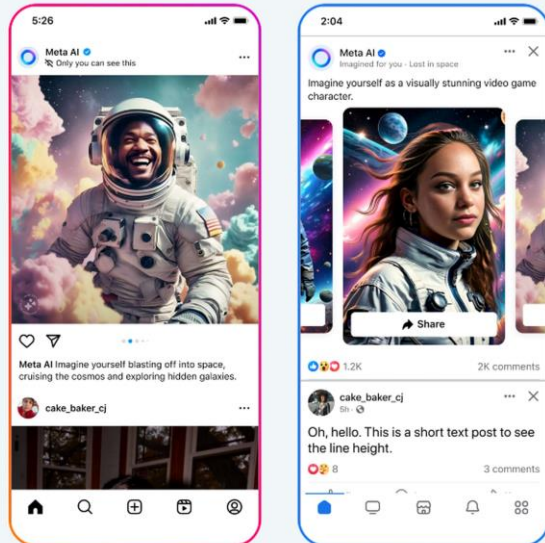 5:26
Meta AI
Only you can see this
Meta AI Imagine yourself blasting off into space,
cruising the cosmos and exploring hidden galaxies.
cake_baker_cj
2:04
Meta AI
Imagined for you · Lost in space
Imagine yourself as a visually stunning video game
character.
Share
1.2K
2K comments
cake_baker_cj
5h ·
Oh, hello. This is a short text post to see
the line height.
8
3 comments